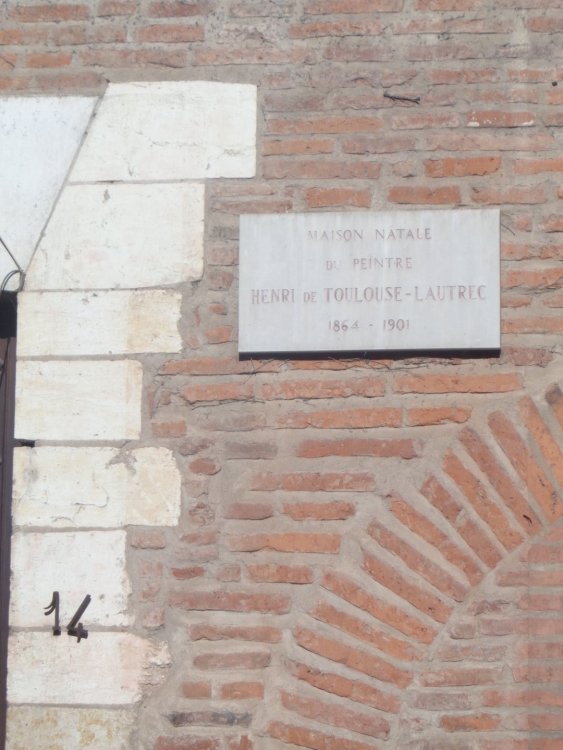 MAISON NATALE
DU PEINTRE
HENRI DE TOULOUSE-LAUTREC
1864 - 1901
14